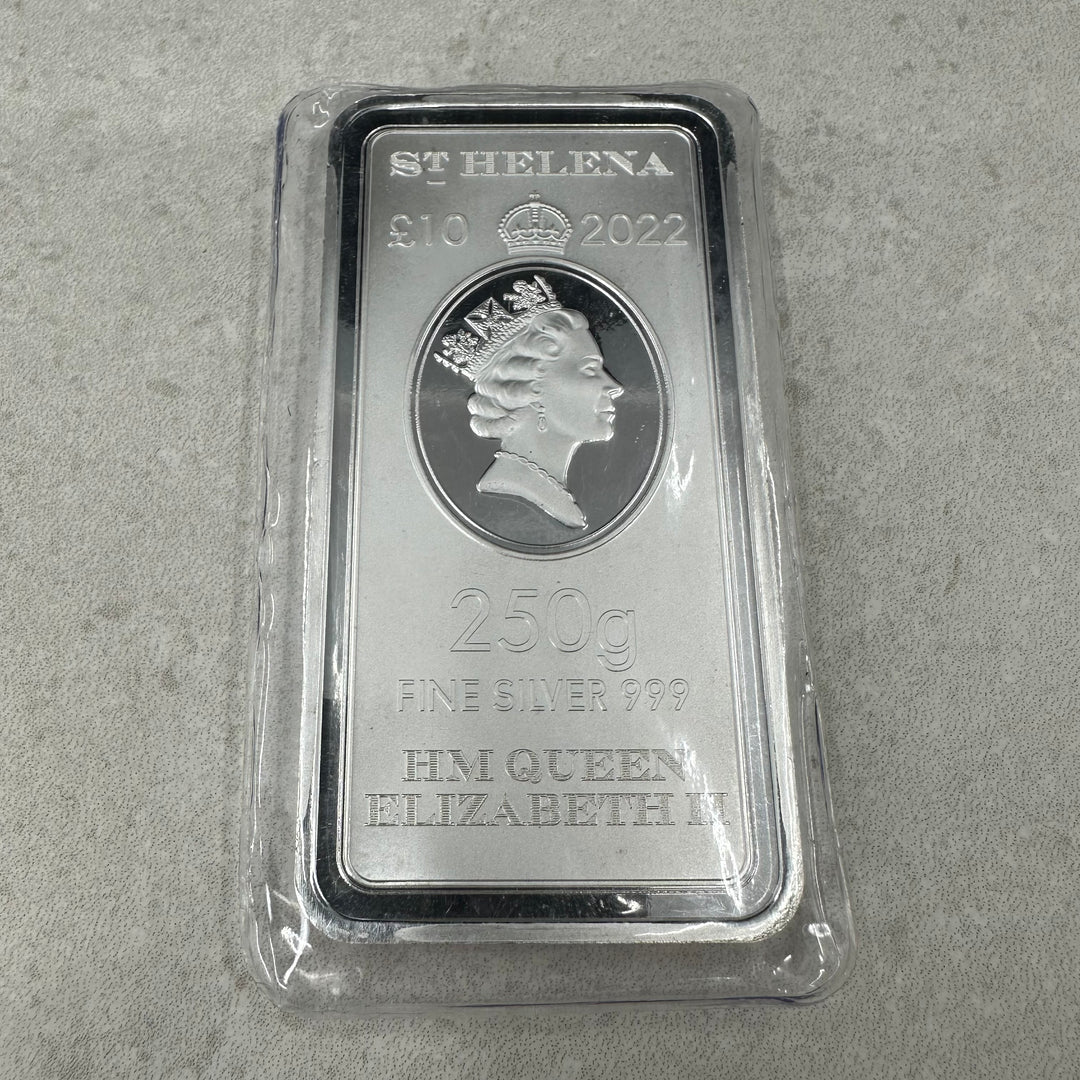 ST HELENA
£10 2022
250g
FINE SILVER 999
HM QUEEN
ELIZABETH II